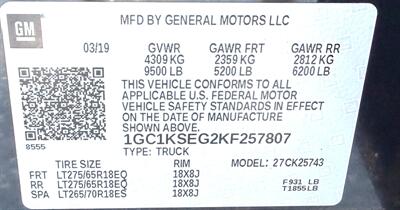 MFD BY GENERAL MOTORS LLC
GM
03/19 GVWR GAWR FRT GAWR RR
4309 KG 2359 KG 2812 KG
9500 LB 5200 LB 6200 LB
THIS VEHICLE CONFORMS TO ALL
APPLICABLE U.S. FEDERAL MOTOR
VEHICLE SAFETY STANDARDS IN EFFECT
ON THE DATE OF MANUFACTURE SHOWN
ABOVE.
1GC1KSEG2KF257807
8555 TYPE: TRUCK
TIRE SIZE RIM 27CK25743
FRT LT275/65R18EQ 18X8J
RR LT275/65R18EQ 18X8J F931 LB
SPA LT265/70R18ES 18X8J T1855LB